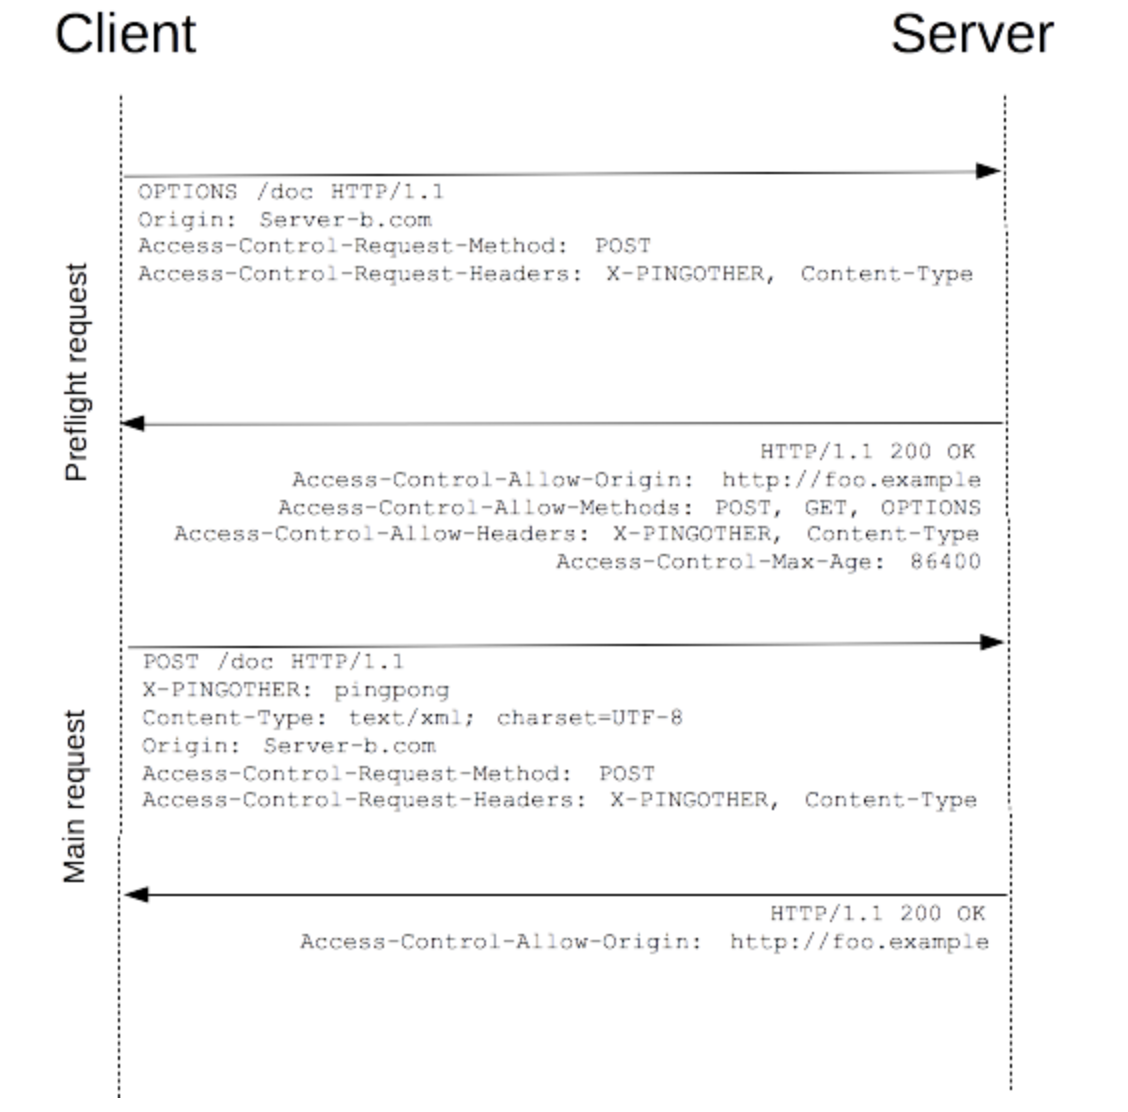 Client
Server
Preflight request
OPTIONS /doc HTTP/1.1
Origin: Server-b.com
Access-Control-Request-Method: POST
Access-Control-Request-Headers: X-PINGOTHER, Content-Type
HTTP/1.1 200 OK
Access-Control-Allow-Origin: http://foo.example
Access-Control-Allow-Methods: POST, GET, OPTIONS
Access-Control-Allow-Headers: X-PINGOTHER, Content-Type
Access-Control-Max-Age: 86400
Main request
POST /doc HTTP/1.1
X-PINGOTHER: pingpong
Content-Type: text/xml; charset=UTF-8
Origin: Server-b.com
Access-Control-Request-Method: POST
Access-Control-Request-Headers: X-PINGOTHER, Content-Type
HTTP/1.1 200 OK
Access-Control-Allow-Origin: http://foo.example